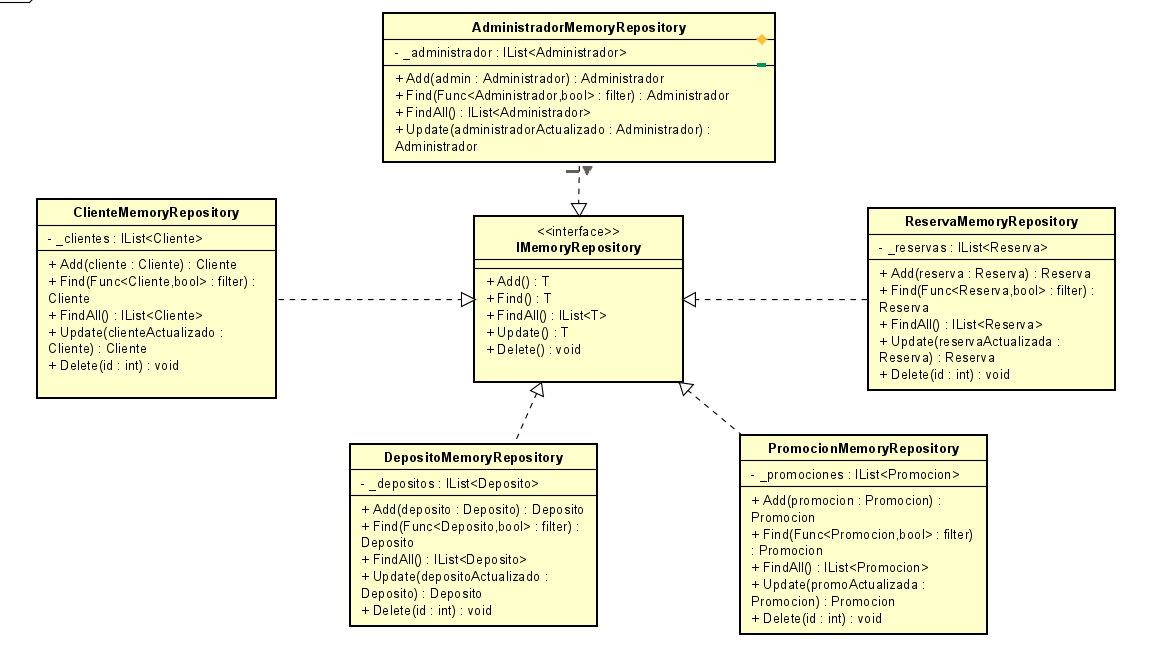 AdministradorMemoryRepository
- _administrador : IList<Administrador>
+ Add(admin : Administrador) : Administrador
+ Find(Func<Administrador,bool> : filter) : Administrador
+ FindAll() : IList<Administrador>
+ Update(administradorActualizado : Administrador) :
Administrador
ClienteMemoryRepository
- _clientes : IList<Cliente>
+ Add(cliente : Cliente) : Cliente
+ Find(Func<Cliente,bool> : filter) :
Cliente
+ FindAll() : IList<Cliente>
+ Update(clienteActualizado :
Cliente) : Cliente
+ Delete(id : int) : void
<<interface>>
IMemoryRepository
+ Add() : T
+ Find() : T
+ FindAll() : IList<T>
+ Update() : T
+ Delete() : void
ReservaMemoryRepository
- _reservas : IList<Reserva>
+ Add(reserva : Reserva) : Reserva
+ Find(Func<Reserva,bool> : filter) :
Reserva
+ FindAll() : IList<Reserva>
+ Update(reservaActualizada :
Reserva) : Reserva
+ Delete(id : int) : void
DepositoMemoryRepository
- _depositos : IList<Deposito>
+ Add(deposito : Deposito) : Deposito
+ Find(Func<Deposito,bool> : filter) :
Deposito
+ FindAll() : IList<Deposito>
+ Update(depositoActualizado :
Deposito) : Deposito
+ Delete(id : int) : void
PromocionMemoryRepository
- _promociones : IList<Promocion>
+ Add(promocion : Promocion) :
Promocion
+ Find(Func<Promocion,bool> : filter)
: Promocion
+ FindAll() : IList<Promocion>
+ Update(promoActualizada :
Promocion) : Promocion
+ Delete(id : int) : void